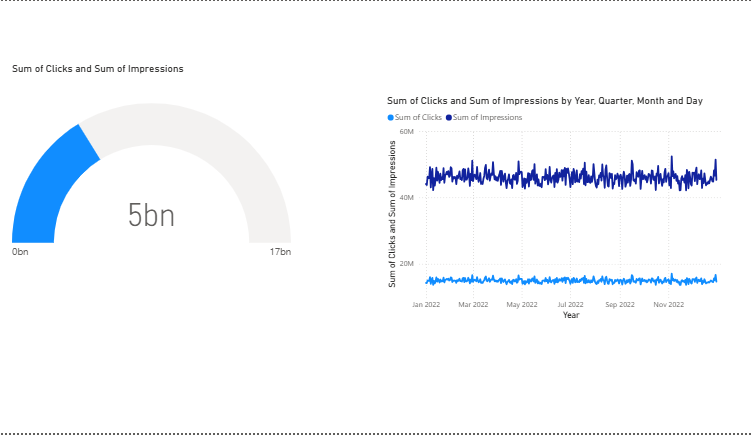 Sum of Clicks and Sum of Impressions
5bn
0bn
17bn
Sum of Clicks and Sum of Impressions by Year, Quarter, Month and Day
Sum of Clicks Sum of Impressions
Sum of Clicks and Sum of Impressions
60M
40M
20M
Jan 2022 Mar 2022 May 2022 Jul 2022 Sep 2022 Nov 2022
Year